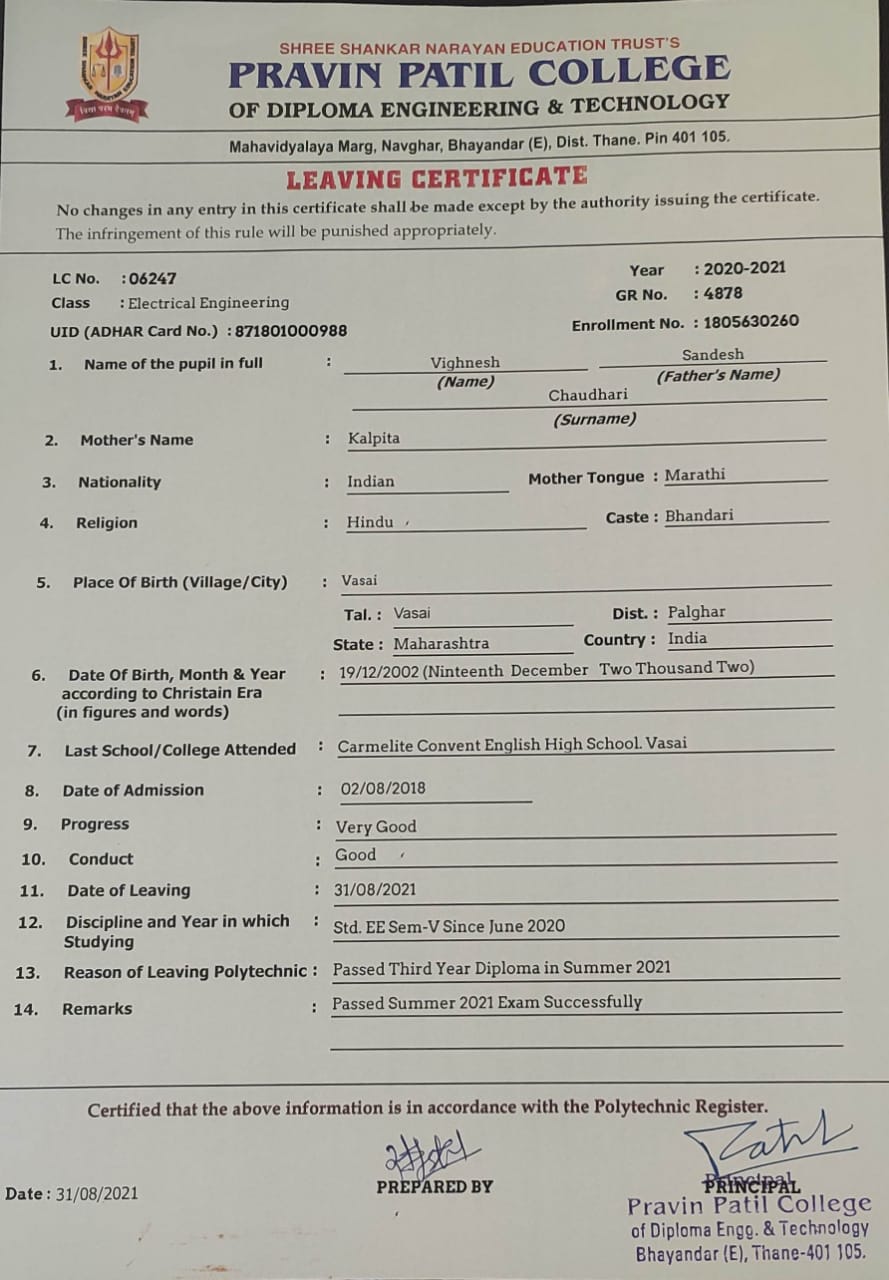 SHREE SHANKAR NARAYAN EDUCATION TRUST'S
PRAVIN PATIL COLLEGE
OF DIPLOMA ENGINEERING & TECHNOLOGY
Mahavidyalaya Marg, Navghar, Bhayandar (E), Dist. Thane. Pin 401 105.
LEAVING CERTIFICATE
No changes in any entry in this certificate shall be made except by the authority issuing the certificate.
The infringement of this rule will be punished appropriately.
LC No. : 06247 Year : 2020-2021
Class : Electrical Engineering GR No. : 4878
UID (ADHAR Card No.) : 871801000988 Enrollment No. : 1805630260
1. Name of the pupil in full : Vighnesh Sandesh
(Name) (Father's Name)
Chaudhari
(Surname)
2. Mother's Name : Kalpita
3. Nationality : Indian Mother Tongue : Marathi
4. Religion : Hindu Caste : Bhandari
5. Place Of Birth (Village/City) : Vasai
Tal. : Vasai Dist. : Palghar
State : Maharashtra Country : India
6. Date Of Birth, Month & Year : 19/12/2002 (Ninteenth December Two Thousand Two)
according to Christain Era
(in figures and words)
7. Last School/College Attended : Carmelite Convent English High School. Vasai
8. Date of Admission : 02/08/2018
9. Progress : Very Good
10. Conduct : Good
11. Date of Leaving : 31/08/2021
12. Discipline and Year in which : Std. EE Sem-V Since June 2020
Studying
13. Reason of Leaving Polytechnic : Passed Third Year Diploma in Summer 2021
14. Remarks : Passed Summer 2021 Exam Successfully
Certified that the above information is in accordance with the Polytechnic Register.
Patil
Date : 31/08/2021 PREPARED BY PRINCIPAL
Principal
Pravin Patil College
of Diploma Engg. & Technology
Bhayandar (E), Thane-401 105.